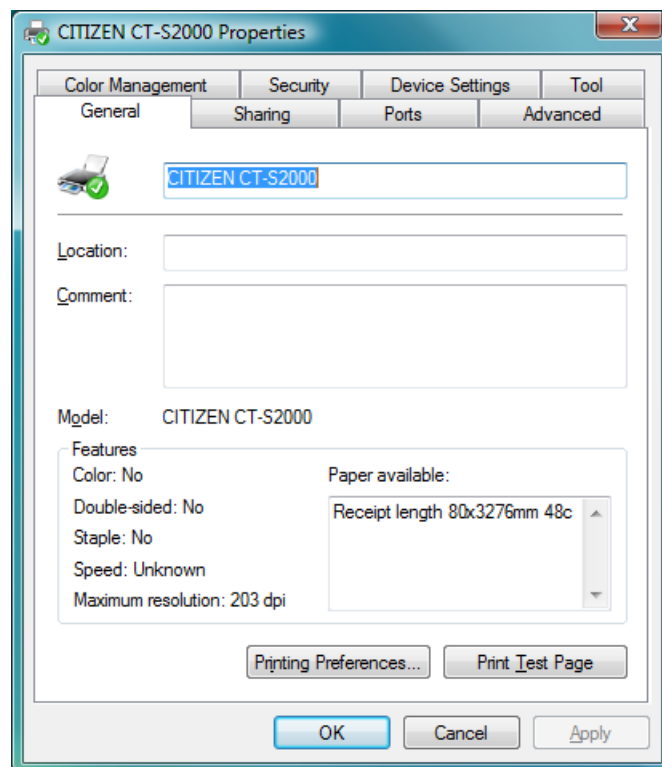 CITIZEN CT-S2000 Properties
Color Management Security Device Settings Tool
General Sharing Ports Advanced
CITIZEN CT-S2000
Location:
Comment:
Model: CITIZEN CT-S2000
Features
Color: No Paper available:
Double-sided: No Receipt length 80x3276mm 48c
Staple: No
Speed: Unknown
Maximum resolution: 203 dpi
Printing Preferences... Print Test Page
OK Cancel Apply